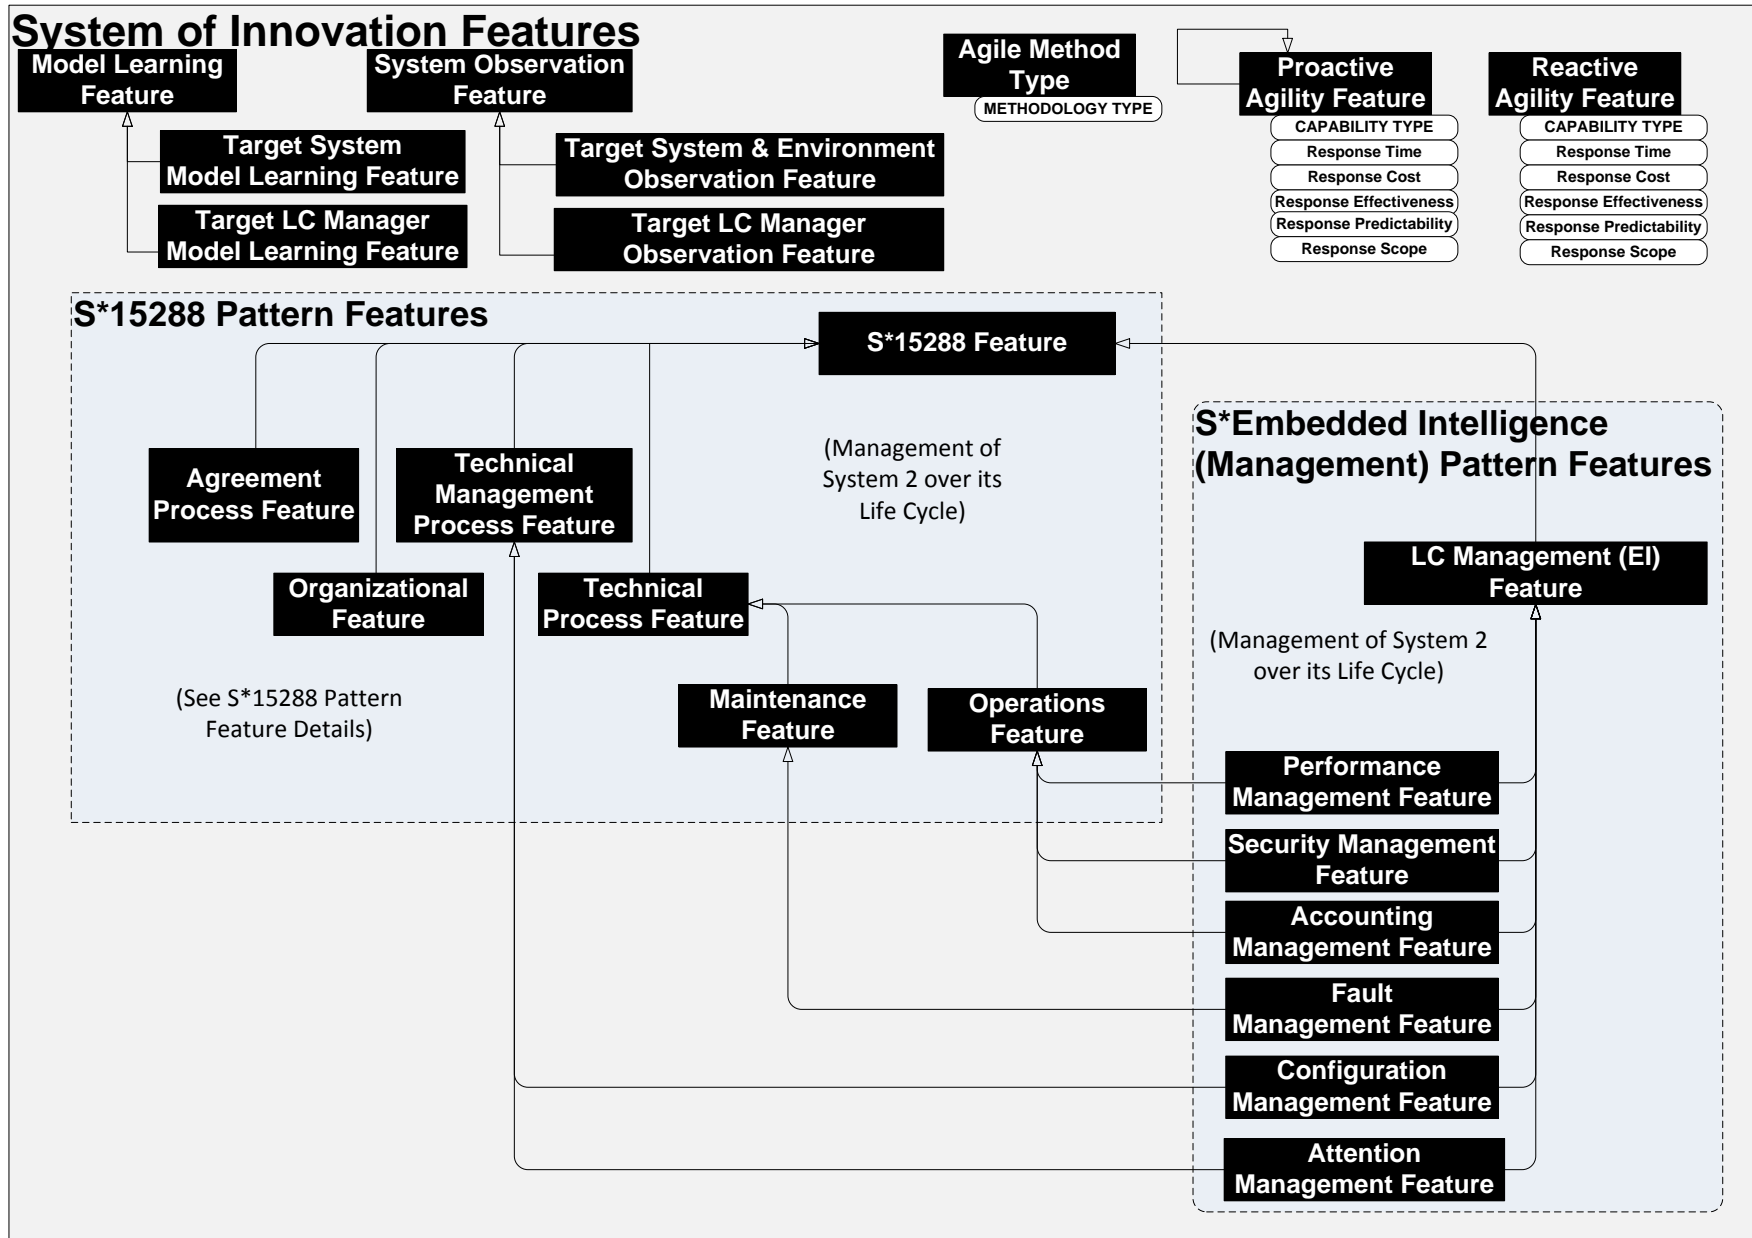 System of Innovation Features
Model Learning
Feature
System Observation
Feature
Agile Method
Type
METHODOLOGY TYPE
Proactive
Agility Feature
CAPABILITY TYPE
Response Time
Response Cost
Response Effectiveness
Response Predictability
Response Scope
Reactive
Agility Feature
CAPABILITY TYPE
Response Time
Response Cost
Response Effectiveness
Response Predictability
Response Scope
Target System
Model Learning Feature
Target LC Manager
Model Learning Feature
Target System & Environment
Observation Feature
Target LC Manager
Observation Feature
S*15288 Pattern Features
S*15288 Feature
Agreement
Process Feature
Technical
Management
Process Feature
(Management of
System 2 over its
Life Cycle)
Organizational
Feature
Technical
Process Feature
(See S*15288 Pattern
Feature Details)
Maintenance
Feature
Operations
Feature
S*Embedded Intelligence
(Management) Pattern Features
LC Management (EI)
Feature
(Management of System 2
over its Life Cycle)
Performance
Management Feature
Security Management
Feature
Accounting
Management Feature
Fault
Management Feature
Configuration
Management Feature
Attention
Management Feature